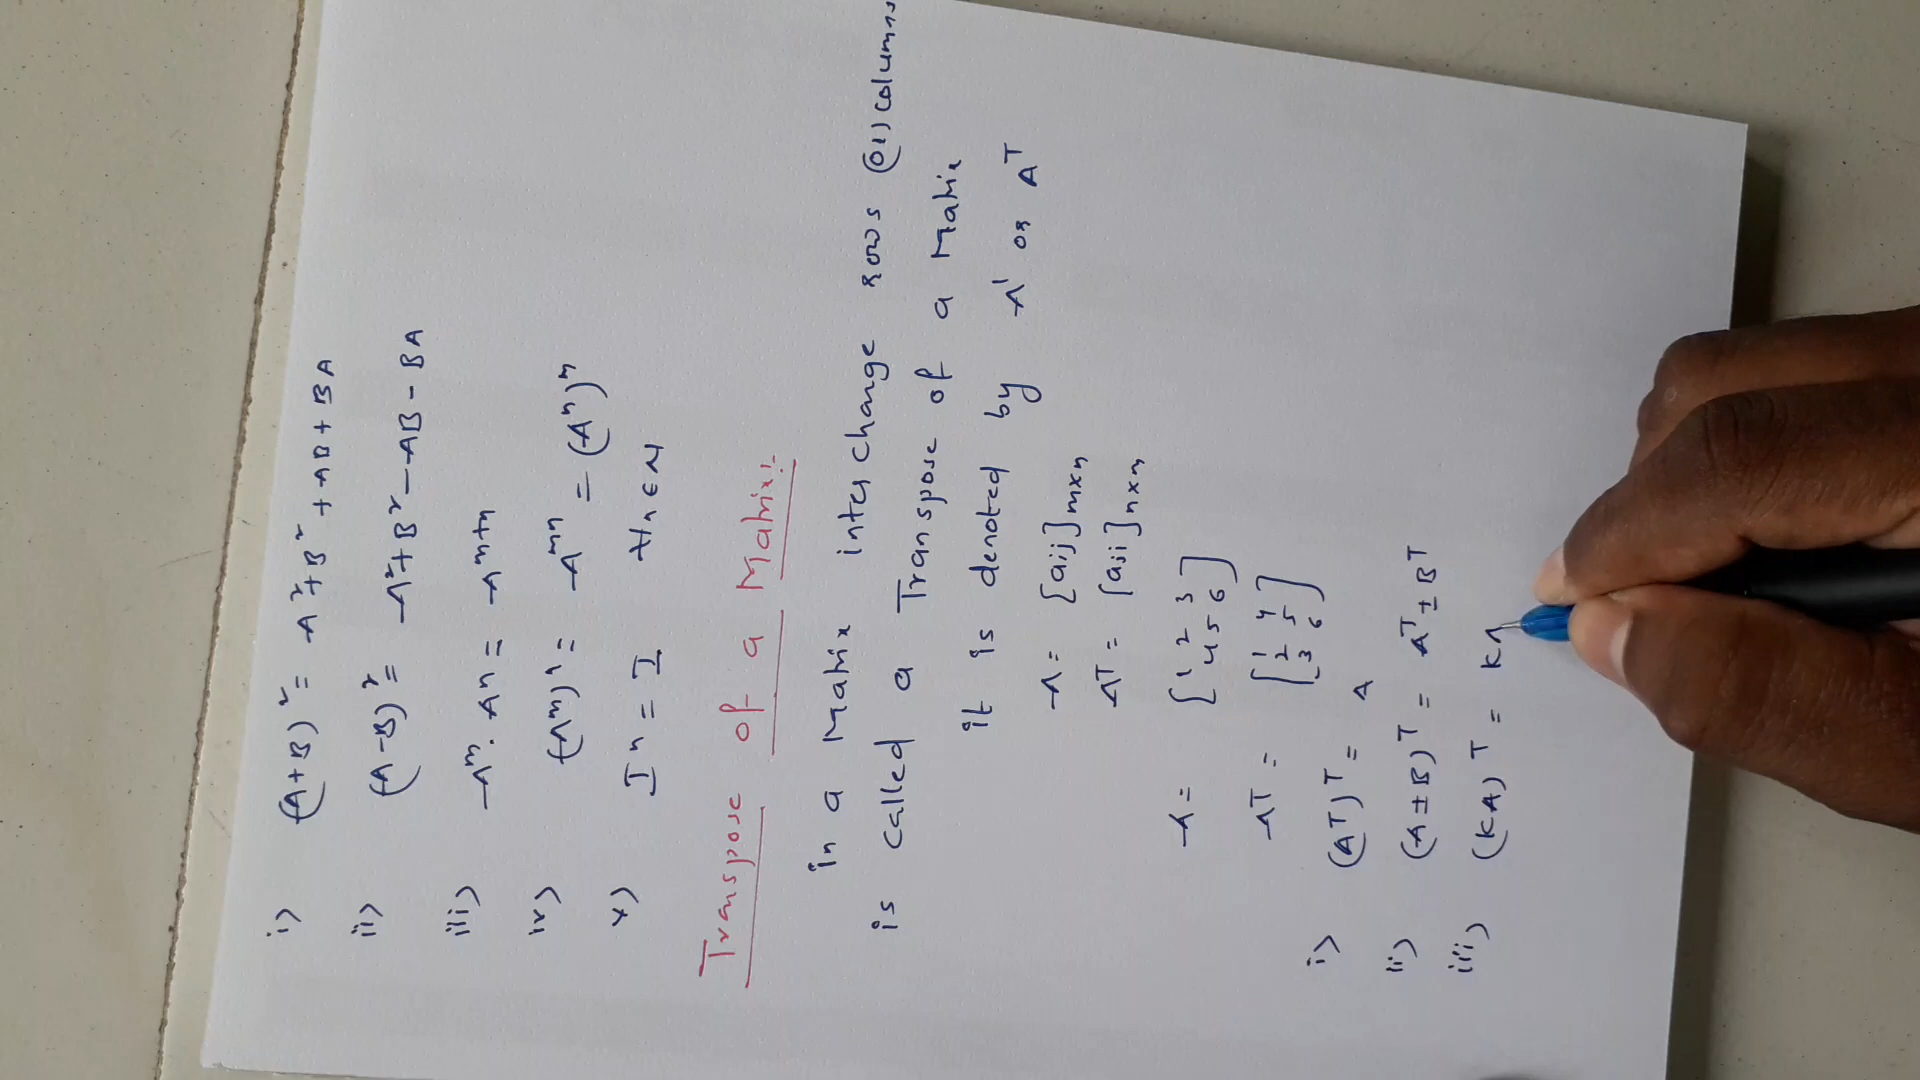 i) (A+B)² = A²+B²+AB+BA
ii) (A-B)² = A²+B²-AB-BA
iii) Aᵐ. Aⁿ = Aᵐ⁺ⁿ
iv) (Aᵐ)ⁿ = Aᵐⁿ = (Aⁿ)ᵐ
v) Iⁿ = I ∀n∈N
Transpose of a Matrix:-
in a Matrix inter change rows (or) columns
is called a Transpose of a Matrix
it is denoted by A' or Aᵀ
A = [aij]m×n
Aᵀ = [aji]n×m
A = [1 2 3
4 5 6]
Aᵀ = [1 4
2 5
3 6]
i) (Aᵀ)ᵀ = A
ii) (A±B)ᵀ = Aᵀ±Bᵀ
iii) (KA)ᵀ = K